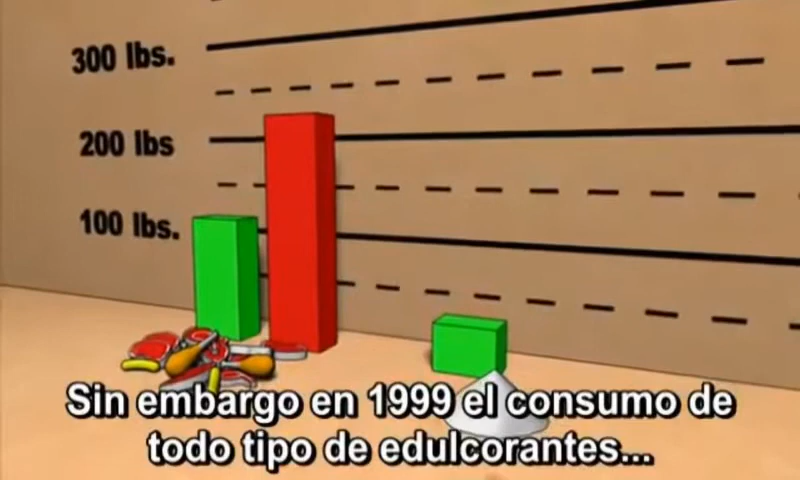 300 lbs.
200 lbs
100 lbs.
Sin embargo en 1999 el consumo de
todo tipo de edulcorantes...